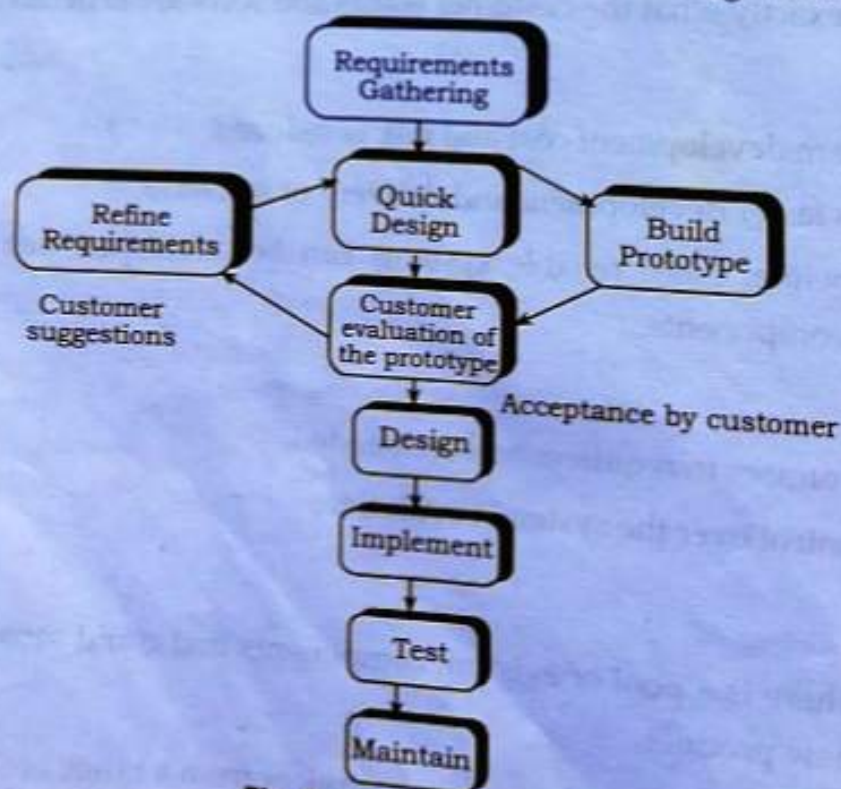 Requirements
Gathering
Quick
Design
Refine
Requirements
Build
Prototype
Customer
suggestions
Customer
evaluation of
the prototype
Acceptance by customer
Design
Implement
Test
Maintain